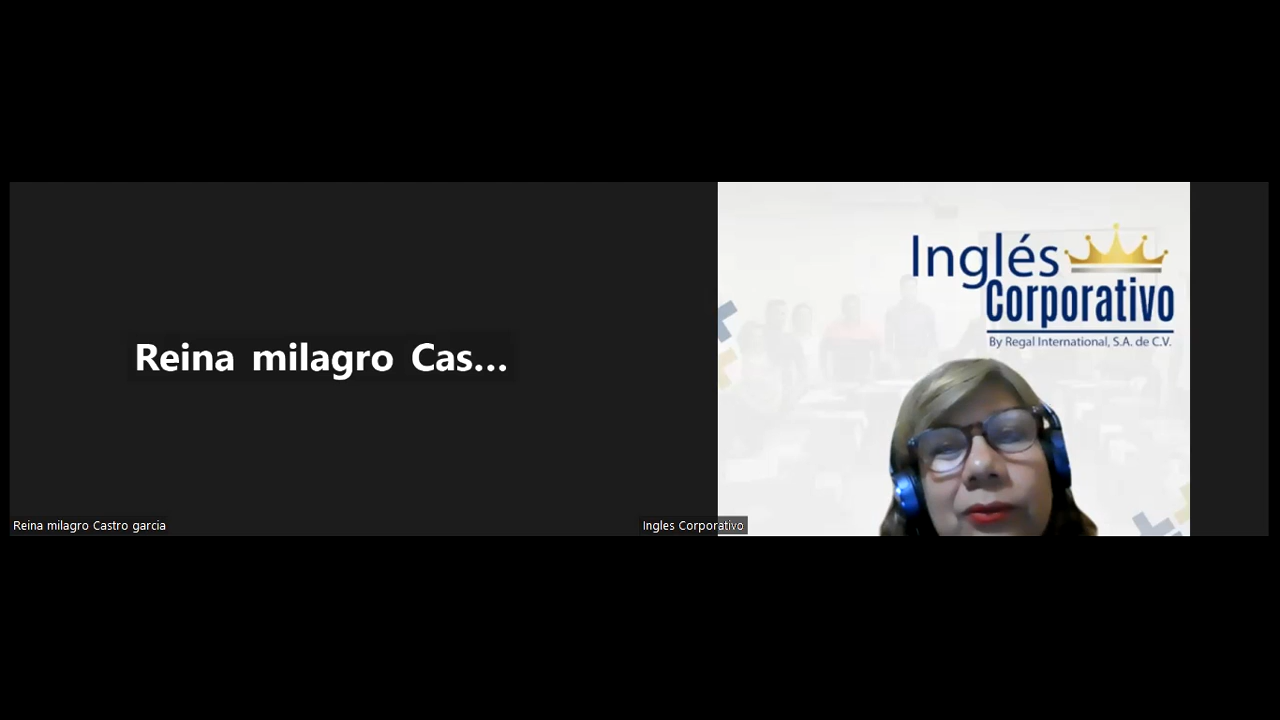 Reina milagro Cas...
Reina milagro Castro garcia
Inglés
Corporativo
By Regal International, S.A. de C.V.
Ingles Corporativo